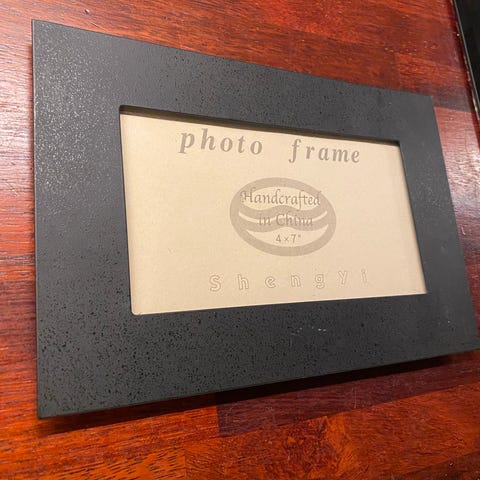 photo frame
Handcrafted
in China
4×7"
ShengYi